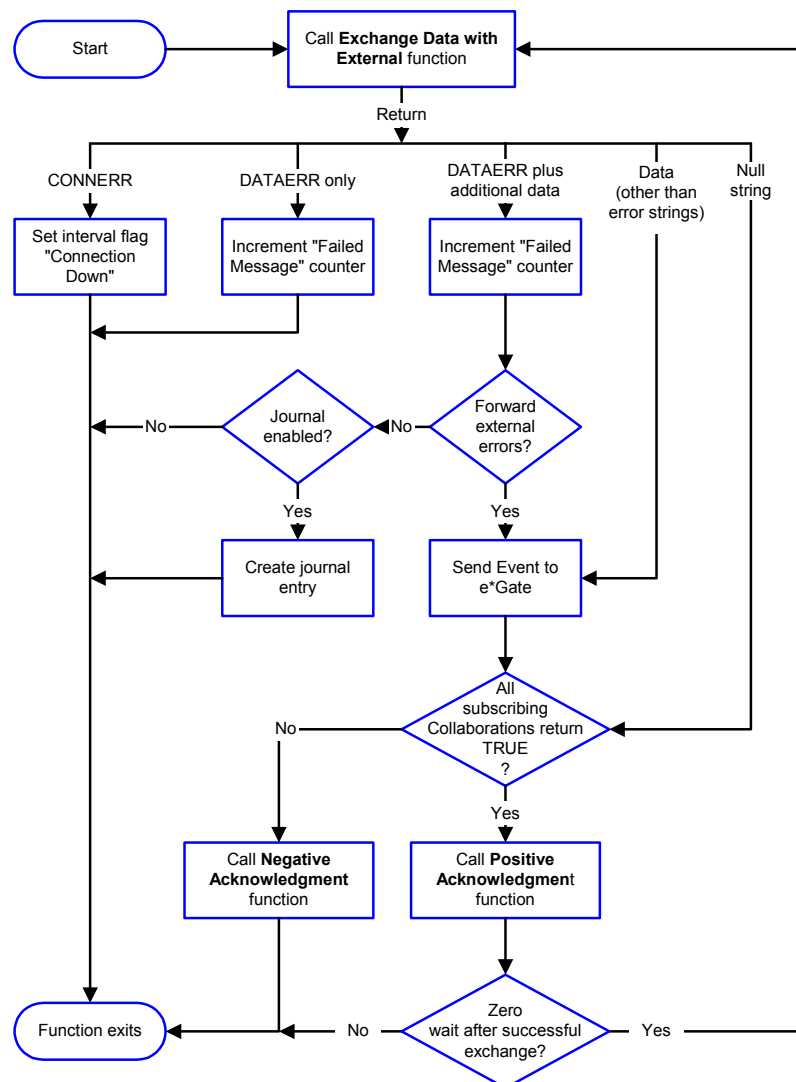 Start
Call Exchange Data with
External function
Return
CONNERR
DATAERR only
DATAERR plus
additional data
Data
(other than
error strings)
Null
string
Set interval flag
"Connection
Down"
Increment "Failed
Message" counter
Increment "Failed
Message" counter
No
Journal
enabled?
No
Forward
external
errors?
Yes
Yes
Create journal
entry
Send Event to
e*Gate
No
All
subscribing
Collaborations return
TRUE
?
Yes
Call Negative
Acknowledgment
function
Call Positive
Acknowledgment
function
Function exits
No
Zero
wait after successful
exchange?
Yes